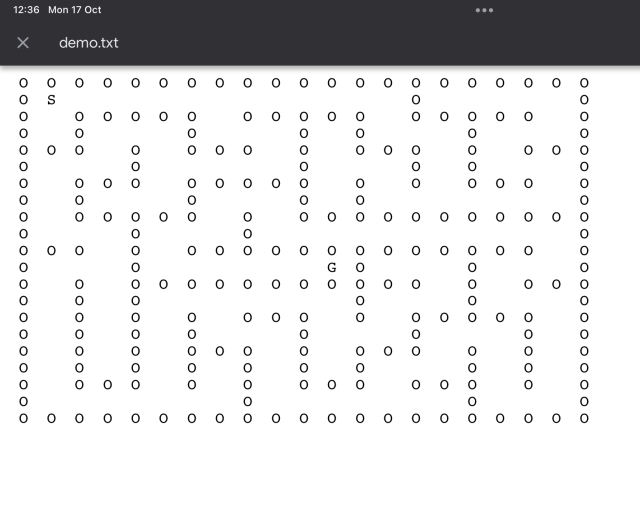 12:36 Mon 17 Oct
demo.txt
O O O O O O O O O O O O O O O O O O O O O
O S                         O           O
O   O O O O O   O O O O O   O O O O O   O
O   O       O       O   O       O       O
O O O   O   O O O   O   O O O   O   O O O
O       O           O       O   O       O
O   O O O   O O O O O   O   O   O O O   O
O   O       O       O   O               O
O   O O O O O   O   O O O O O O O O O O O
O       O       O                       O
O O O   O   O O O O O O O O O O O O O   O
O       O             G O       O       O
O   O   O O O O O O O O O O O   O   O O O
O   O                   O       O       O
O   O   O   O   O O O   O   O O O O O   O
O   O   O   O       O       O       O   O
O   O   O   O O O   O   O O O   O   O   O
O   O   O   O   O   O   O       O   O   O
O   O O O   O   O   O O O   O O O   O   O
O               O               O       O
O O O O O O O O O O O O O O O O O O O O O